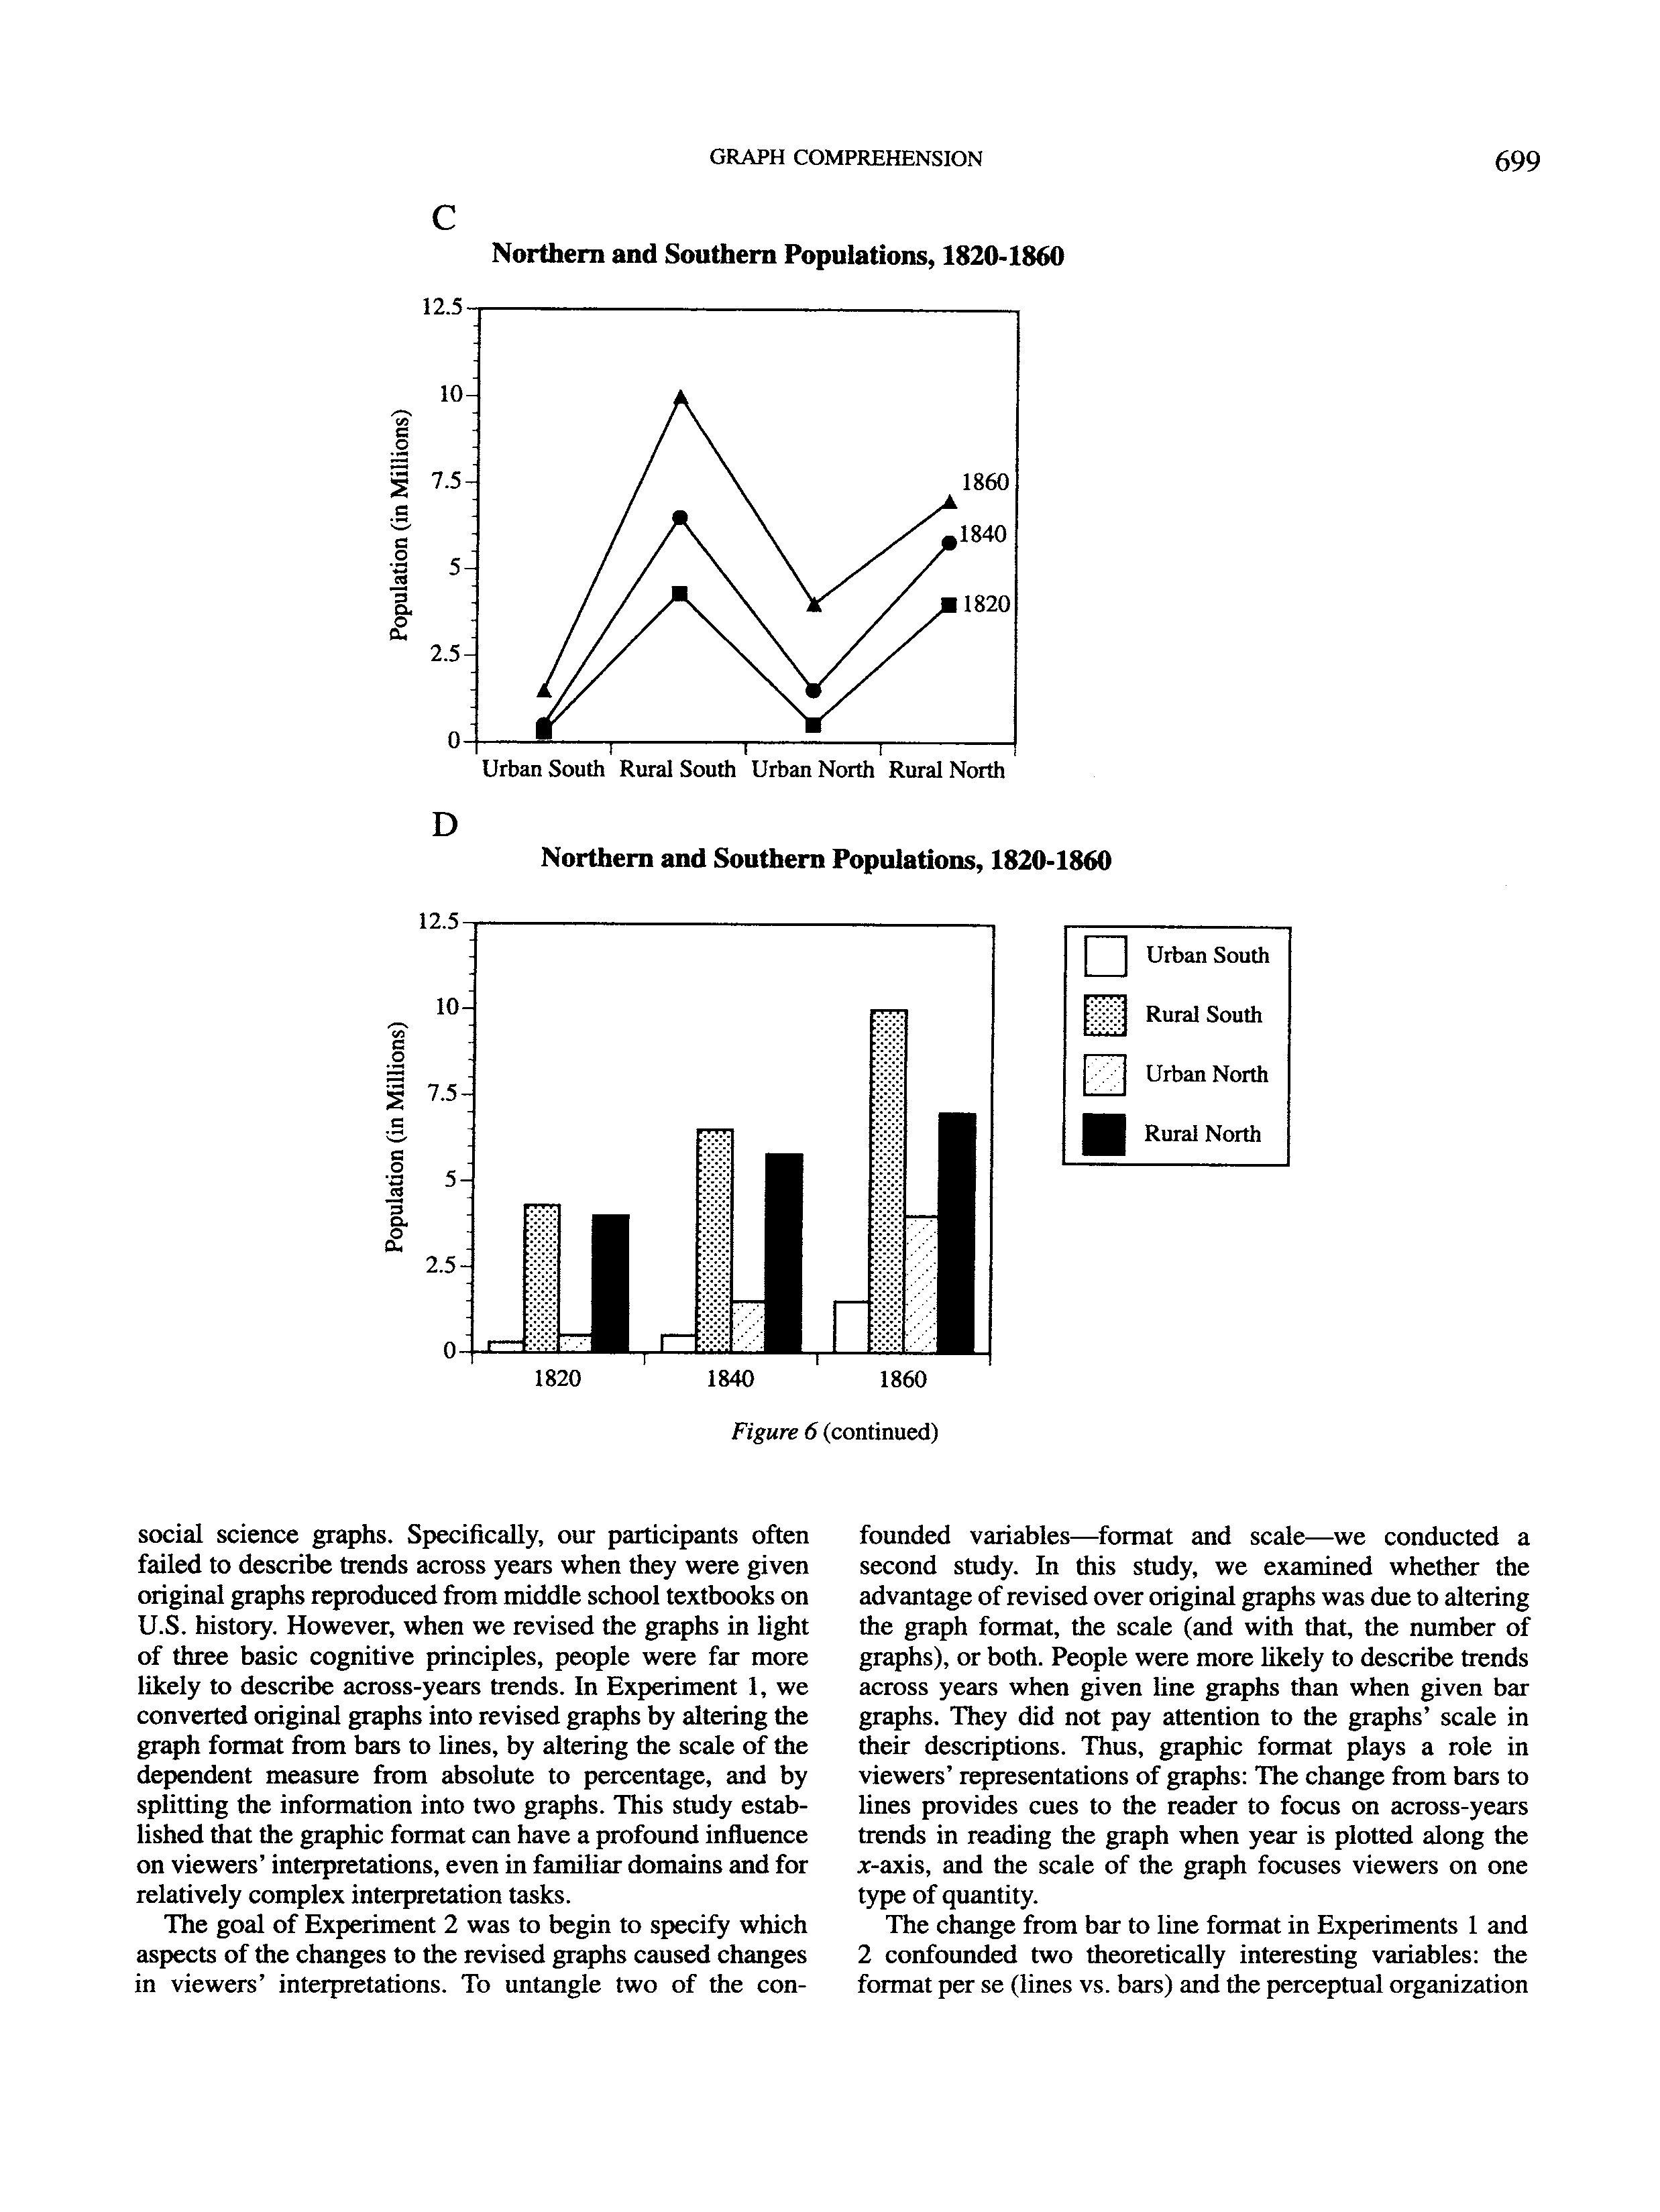 GRAPH COMPREHENSION 699
C
Northern and Southern Populations, 1820-1860
12.5
10
7.5
5
2.5
0
Population (in Millions)
1860
1840
1820
Urban South Rural South Urban North Rural North
D
Northern and Southern Populations, 1820-1860
12.5
10
7.5
5
2.5
0
Population (in Millions)
1820 1840 1860
Urban South
Rural South
Urban North
Rural North
Figure 6 (continued)
social science graphs. Specifically, our participants often
failed to describe trends across years when they were given
original graphs reproduced from middle school textbooks on
U.S. history. However, when we revised the graphs in light
of three basic cognitive principles, people were far more
likely to describe across-years trends. In Experiment 1, we
converted original graphs into revised graphs by altering the
graph format from bars to lines, by altering the scale of the
dependent measure from absolute to percentage, and by
splitting the information into two graphs. This study estab-
lished that the graphic format can have a profound influence
on viewers’ interpretations, even in familiar domains and for
relatively complex interpretation tasks.
The goal of Experiment 2 was to begin to specify which
aspects of the changes to the revised graphs caused changes
in viewers’ interpretations. To untangle two of the con-
founded variables—format and scale—we conducted a
second study. In this study, we examined whether the
advantage of revised over original graphs was due to altering
the graph format, the scale (and with that, the number of
graphs), or both. People were more likely to describe trends
across years when given line graphs than when given bar
graphs. They did not pay attention to the graphs’ scale in
their descriptions. Thus, graphic format plays a role in
viewers’ representations of graphs: The change from bars to
lines provides cues to the reader to focus on across-years
trends in reading the graph when year is plotted along the
x-axis, and the scale of the graph focuses viewers on one
type of quantity.
The change from bar to line format in Experiments 1 and
2 confounded two theoretically interesting variables: the
format per se (lines vs. bars) and the perceptual organization